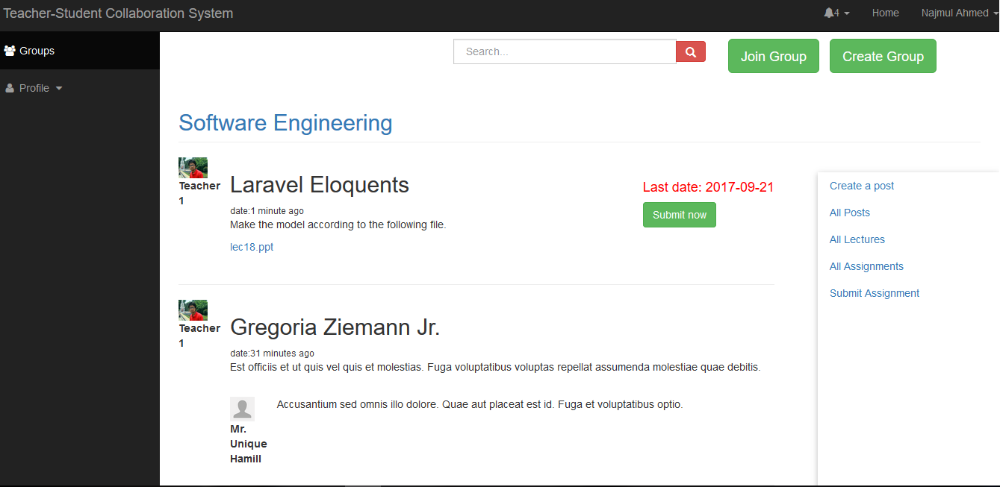 Teacher-Student Collaboration System
4
Home
Najmul Ahmed
Groups
Profile
Search...
Join Group
Create Group
Software Engineering
Teacher
1
Laravel Eloquents
date:1 minute ago
Make the model according to the following file.
lec18.ppt
Last date: 2017-09-21
Submit now
Create a post
All Posts
All Lectures
All Assignments
Submit Assignment
Teacher
1
Gregoria Ziemann Jr.
date:31 minutes ago
Est officiis et ut quis vel quis et molestias. Fuga voluptatibus voluptas repellat assumenda molestiae quae debitis.
Mr.
Unique
Hamill
Accusantium sed omnis illo dolore. Quae aut placeat est id. Fuga et voluptatibus optio.